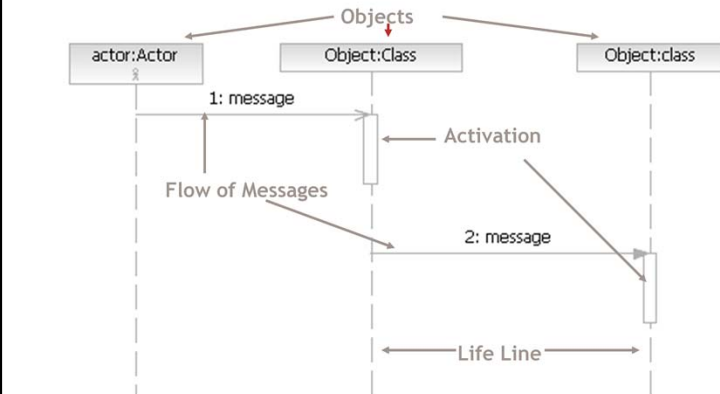 Objects
actor:Actor
Object:Class
Object:class
1: message
Activation
Flow of Messages
2: message
Life Line